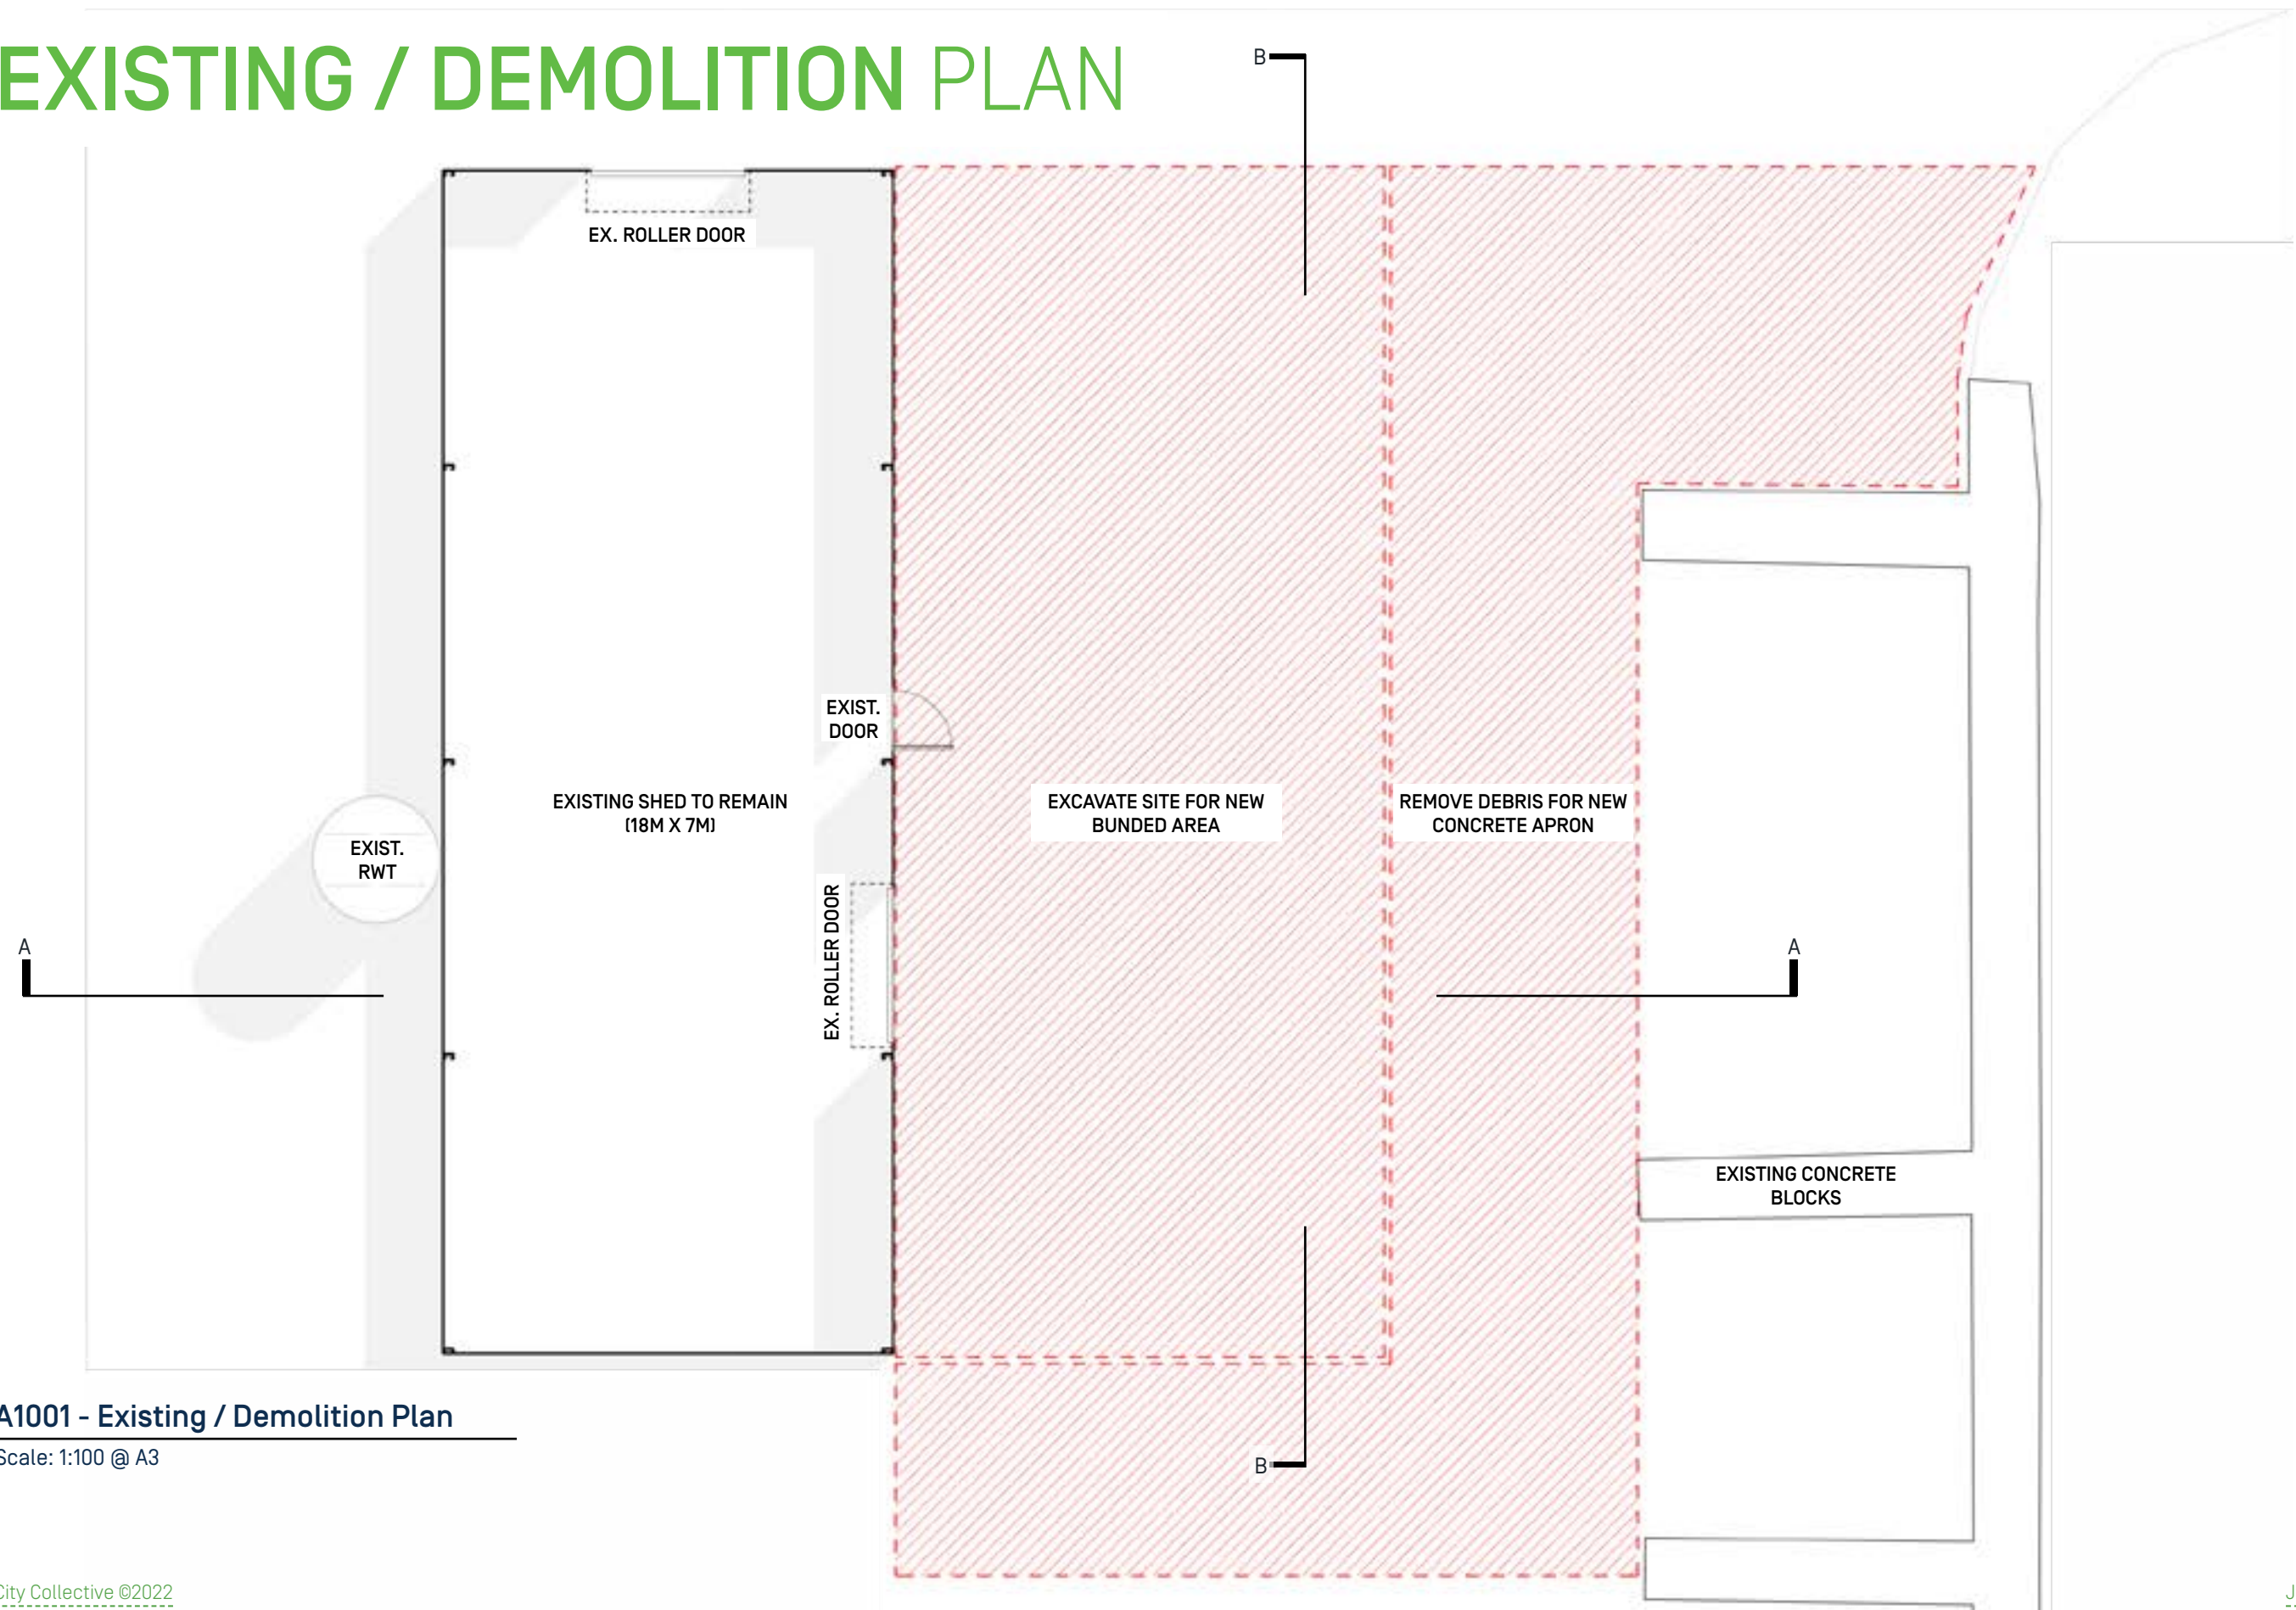 EXISTING / DEMOLITION PLAN
B
EX. ROLLER DOOR
EXIST.
DOOR
EXISTING SHED TO REMAIN
(18M X 7M)
EXCAVATE SITE FOR NEW
BUNDED AREA
REMOVE DEBRIS FOR NEW
CONCRETE APRON
EXIST.
RWT
EX. ROLLER DOOR
A
A
EXISTING CONCRETE
BLOCKS
B
A1001 - Existing / Demolition Plan
Scale: 1:100 @ A3
City Collective ©2022
J